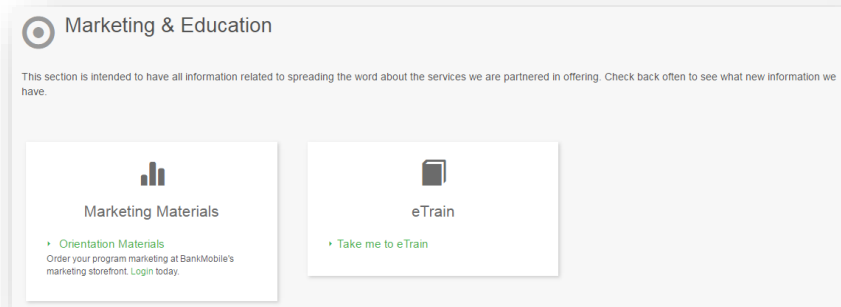 Marketing & Education
This section is intended to have all information related to spreading the word about the services we are partnered in offering. Check back often to see what new information we
have.
Marketing Materials
Orientation Materials
Order your program marketing at BankMobile's
marketing storefront. Login today.
eTrain
Take me to eTrain